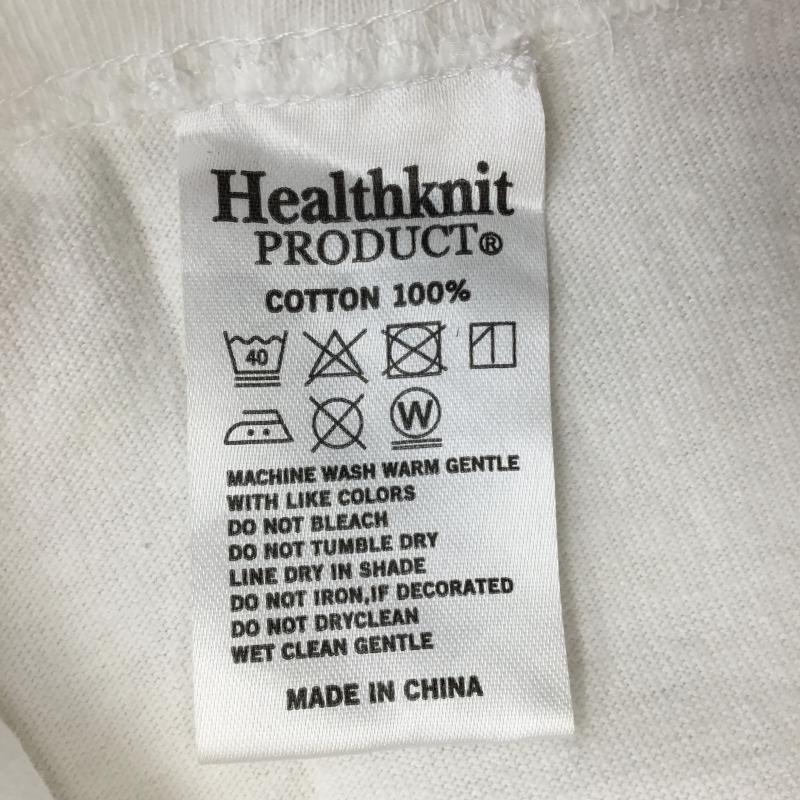 Healthknit
PRODUCT®
COTTON 100%
40
W
MACHINE WASH WARM GENTLE
WITH LIKE COLORS
DO NOT BLEACH
DO NOT TUMBLE DRY
LINE DRY IN SHADE
DO NOT IRON,IF DECORATED
DO NOT DRYCLEAN
WET CLEAN GENTLE
MADE IN CHINA